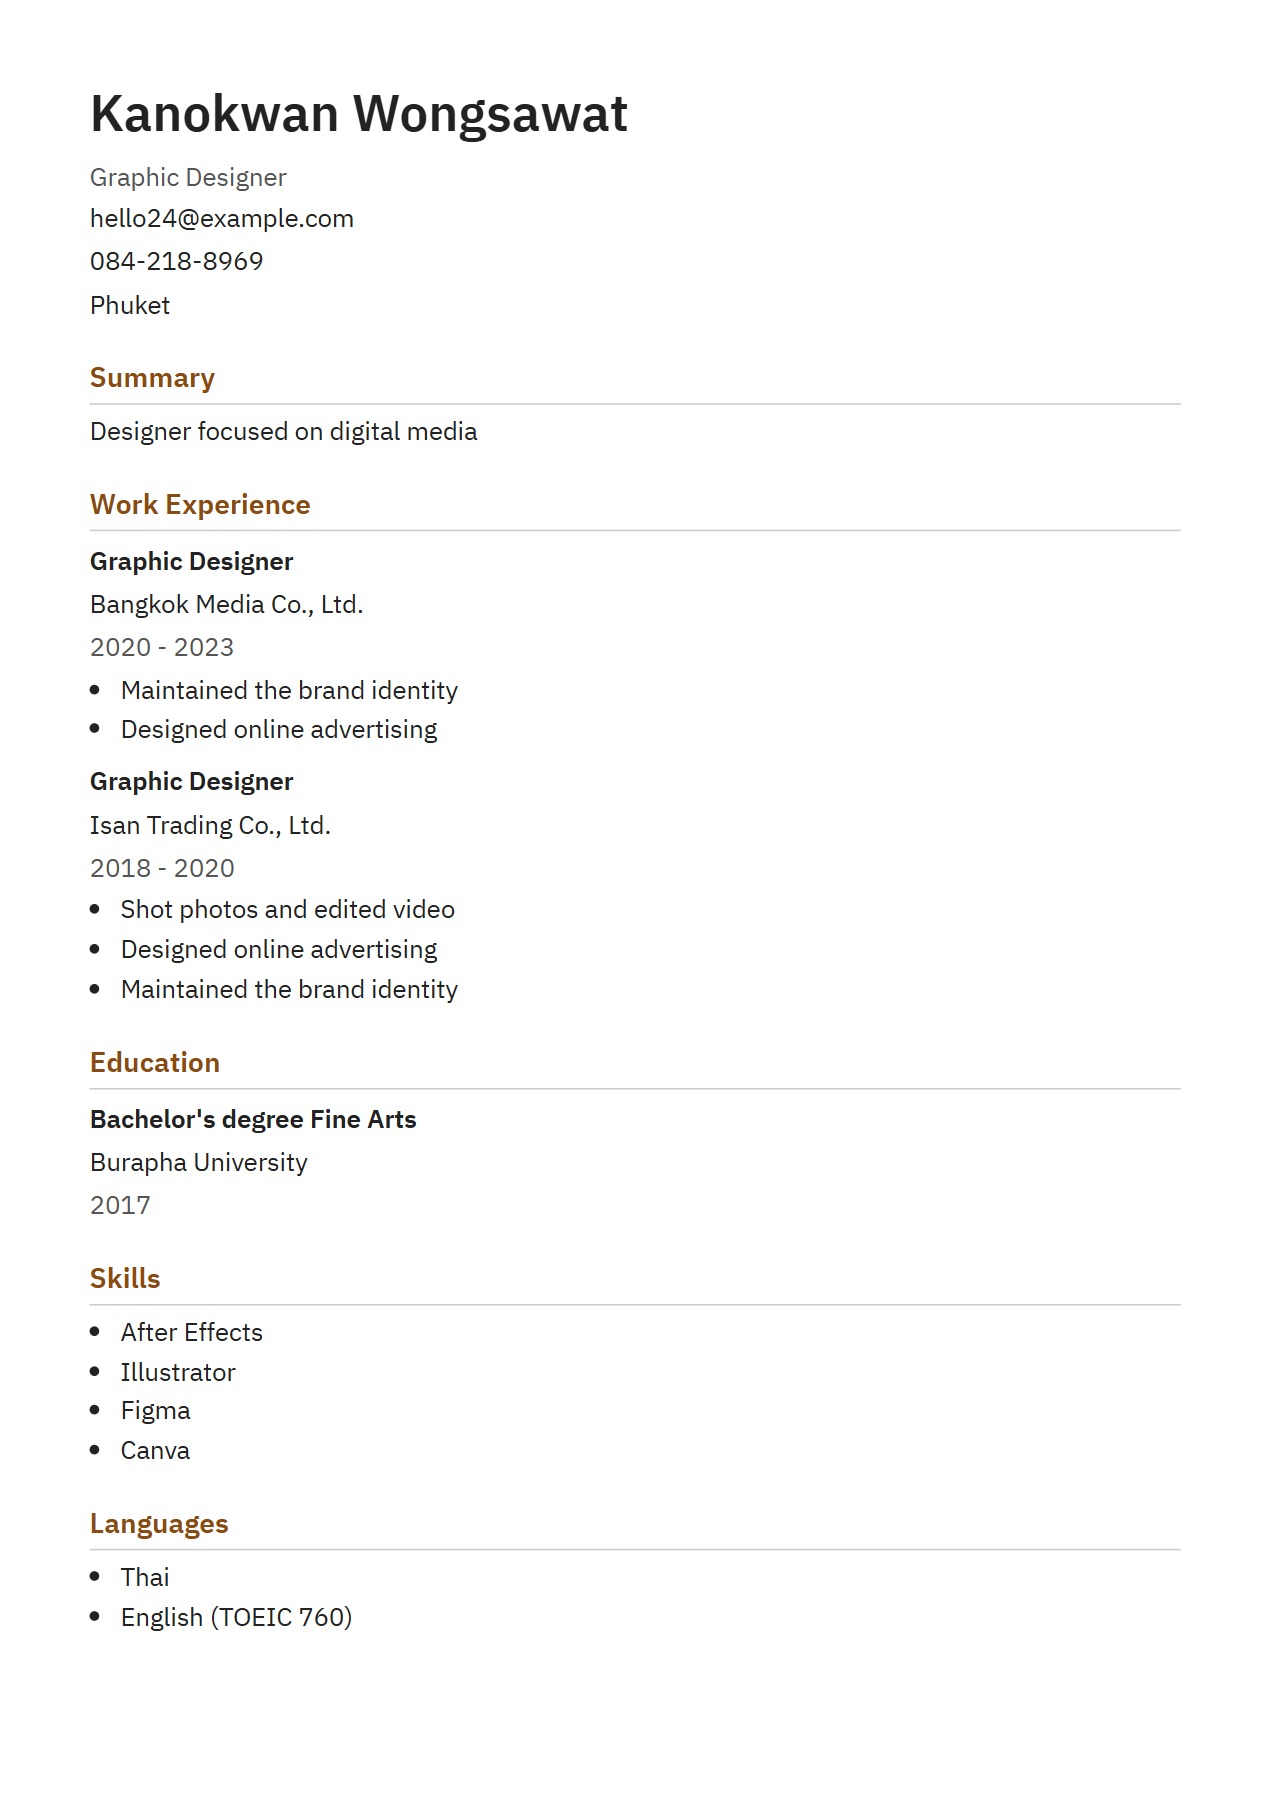 Kanokwan Wongsawat
Graphic Designer
hello24@example.com
084-218-8969
Phuket
Summary
Designer focused on digital media
Work Experience
Graphic Designer
Bangkok Media Co., Ltd.
2020 - 2023
Maintained the brand identity
Designed online advertising
Graphic Designer
Isan Trading Co., Ltd.
2018 - 2020
Shot photos and edited video
Designed online advertising
Maintained the brand identity
Education
Bachelor's degree Fine Arts
Burapha University
2017
Skills
After Effects
Illustrator
Figma
Canva
Languages
Thai
English (TOEIC 760)